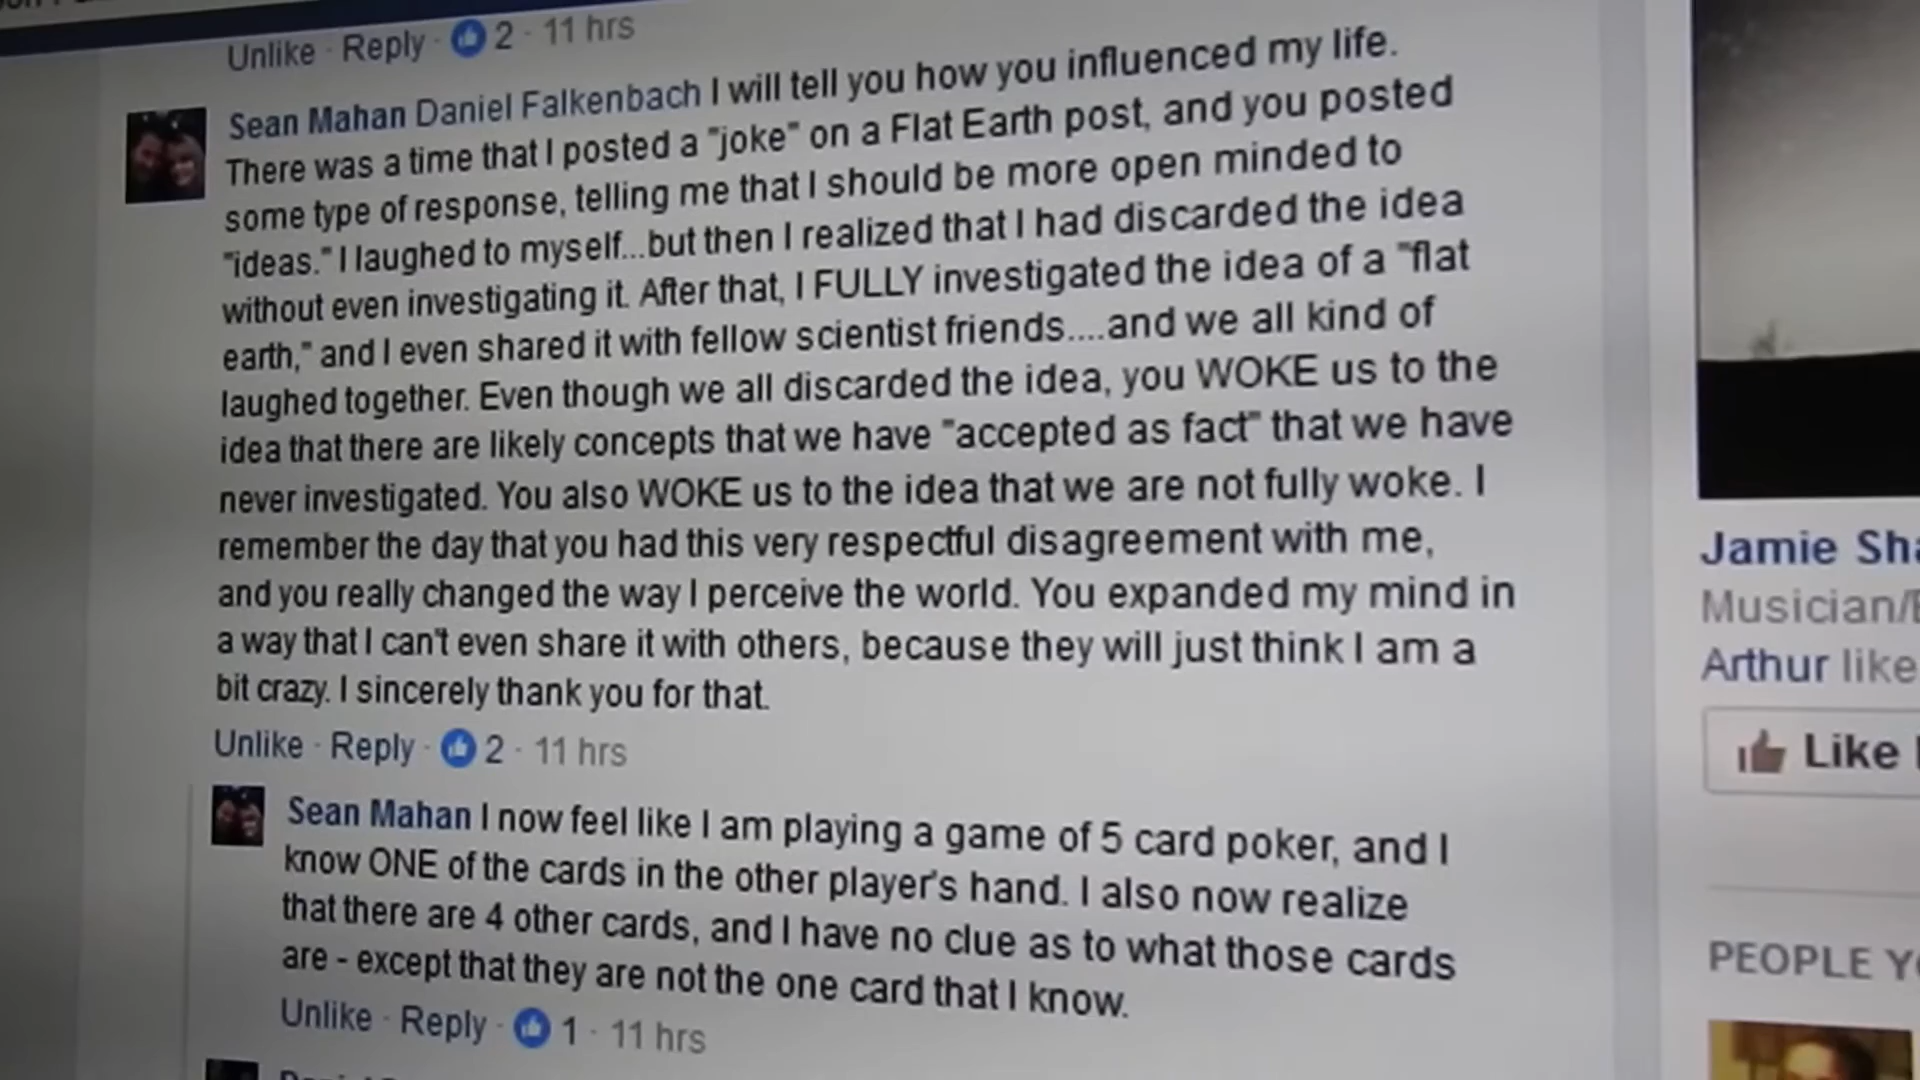 Unlike · Reply · 2 · 11 hrs
Sean Mahan Daniel Falkenbach I will tell you how you influenced my life.
There was a time that I posted a "joke" on a Flat Earth post, and you posted
some type of response, telling me that I should be more open minded to
"ideas." I laughed to myself...but then I realized that I had discarded the idea
without even investigating it. After that, I FULLY investigated the idea of a "flat
earth," and I even shared it with fellow scientist friends....and we all kind of
laughed together. Even though we all discarded the idea, you WOKE us to the
idea that there are likely concepts that we have "accepted as fact" that we have
never investigated. You also WOKE us to the idea that we are not fully woke. I
remember the day that you had this very respectful disagreement with me,
and you really changed the way I perceive the world. You expanded my mind in
a way that I can't even share it with others, because they will just think I am a
bit crazy. I sincerely thank you for that.
Unlike · Reply · 2 · 11 hrs
Sean Mahan I now feel like I am playing a game of 5 card poker, and I
know ONE of the cards in the other player's hand. I also now realize
that there are 4 other cards, and I have no clue as to what those cards
are - except that they are not the one card that I know.
Unlike · Reply · 1 · 11 hrs
Jamie
Musician/
Arthur like
Like
PEOPLE